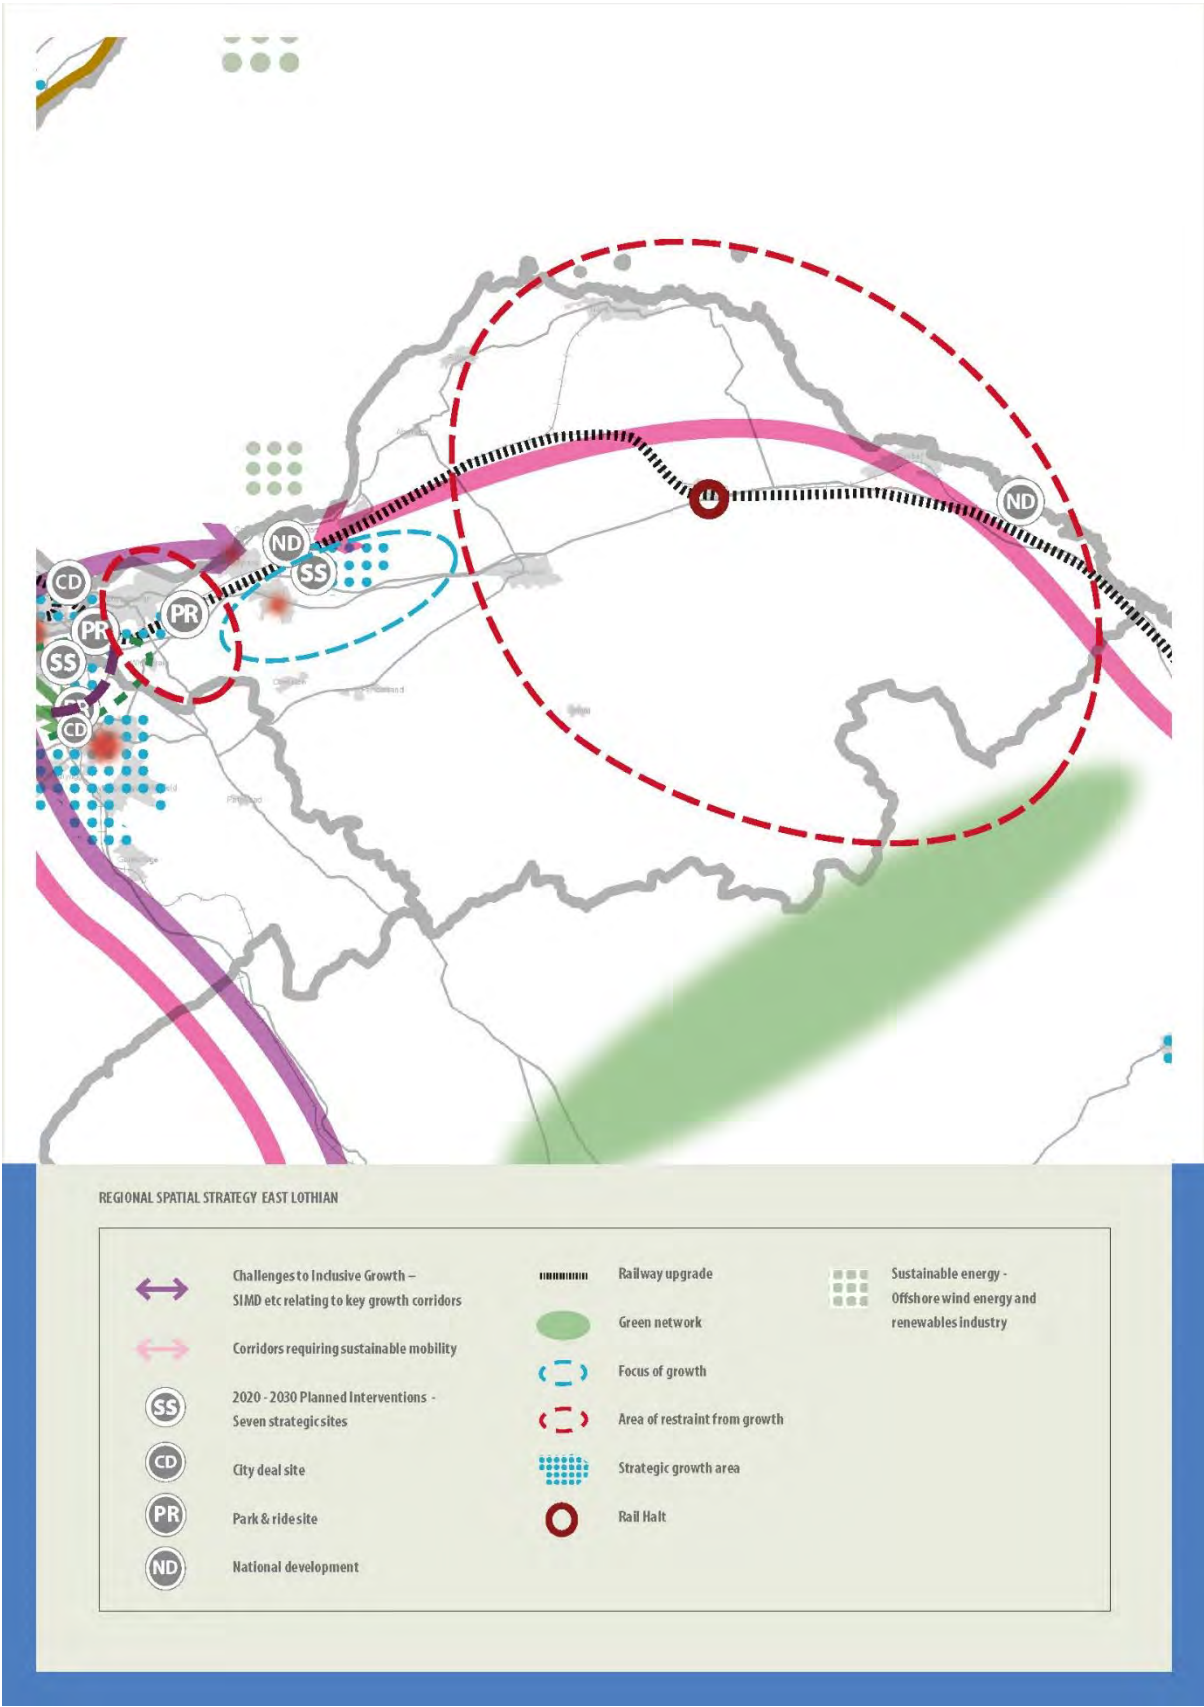 ND
ND
SS
CD
PR
PR
SS
CD
REGIONAL SPATIAL STRATEGY EAST LOTHIAN
Challenges to Inclusive Growth –
SIMD etc relating to key growth corridors
Corridors requiring sustainable mobility
SS
2020 - 2030 Planned Interventions -
Seven strategic sites
CD
City deal site
PR
Park & ride site
ND
National development
Railway upgrade
Green network
Focus of growth
Area of restraint from growth
Strategic growth area
Rail Halt
Sustainable energy -
Offshore wind energy and
renewables industry